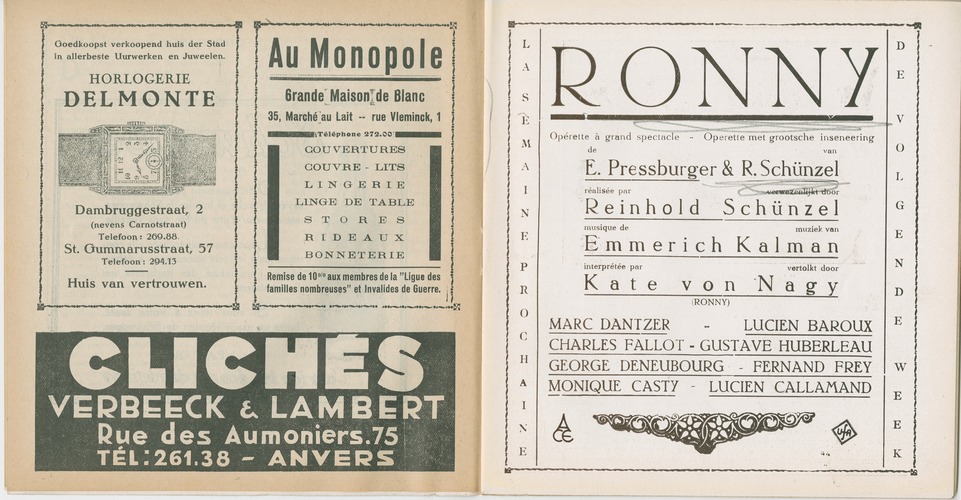 Goedkoopst verkoopend huis der Stad
in allerbeste Uurwerken en Juweelen.
HORLOGERIE
DELMONTE
Dambruggestraat, 2
(nevens Carnotstraat)
Telefoon: 269.88
St. Gummarusstraat, 57
Telefoon: 294.13
Huis van vertrouwen.
Au Monopole
Grande Maison de Blanc
35, Marché au Lait -- rue Vleminck, 1
Téléphone 272.00
COUVERTURES
COUVRE-LITS
LINGERIE
LINGE DE TABLE
STORES
RIDEAUX
BONNETERIE
Remise de 10 % aux membres de la "Ligue des
familles nombreuses" et Invalides de Guerre.
CLICHÉS
VERBEECK & LAMBERT
Rue des Aumoniers.75
TÉL:261.38 - ANVERS
LA SEMAINE PROCHAINE
RONNY
Opérette à grand spectacle - Operette met grootsche inseneering
de van
E. Pressburger & R. Schünzel
réalisée par verwezenlijkt door
Reinhold Schünzel
musique de muziek van
Emmerich Kalman
interprétée par vertolkt door
Kate von Nagy
(RONNY)
MARC DANTZER - LUCIEN BAROUX
CHARLES FALLOT - GUSTAVE HUBERLEAU
GEORGE DENEUBOURG - FERNAND FREY
MONIQUE CASTY - LUCIEN CALLAMAND
ACE
UfA
DE VOLGENDE WEEK